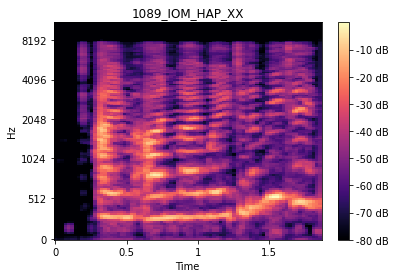 1089_IOM_HAP_XX
8192
4096
2048
1024
512
0
Hz
0
0.5
1
1.5
Time
-10 dB
-20 dB
-30 dB
-40 dB
-50 dB
-60 dB
-70 dB
-80 dB